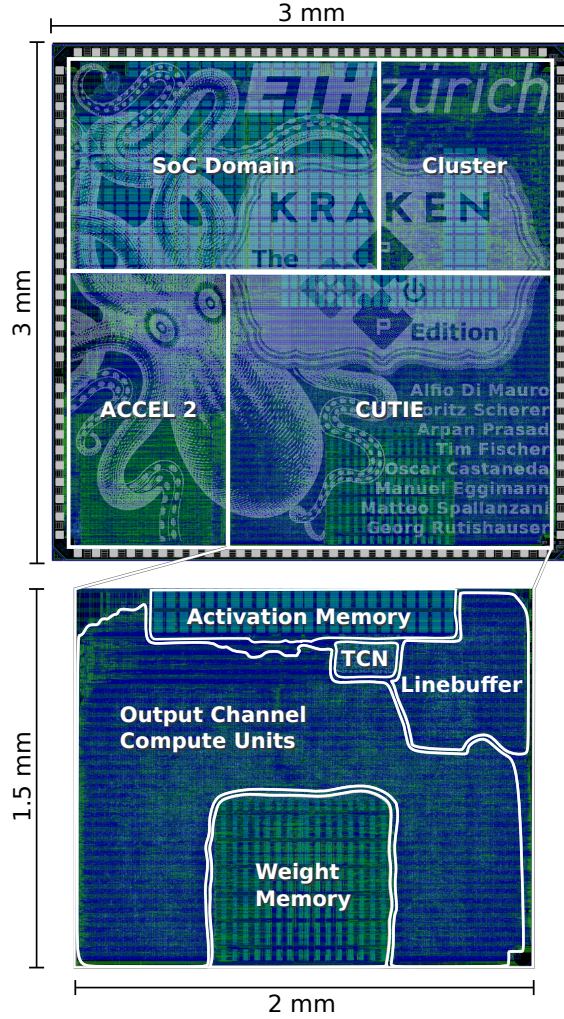 3 mm
3 mm
ETH zürich
SoC Domain
Cluster
KRAKEN
The
P
G
P
Edition
ACCEL 2
CUTIE
Alfio Di Mauro
oritz Scherer
Arpan Prasad
Tim Fischer
Oscar Castaneda
Manuel Eggimann
Matteo Spallanzani
Georg Rutishauser
1.5 mm
Activation Memory
TCN
Linebuffer
Output Channel
Compute Units
Weight
Memory
2 mm